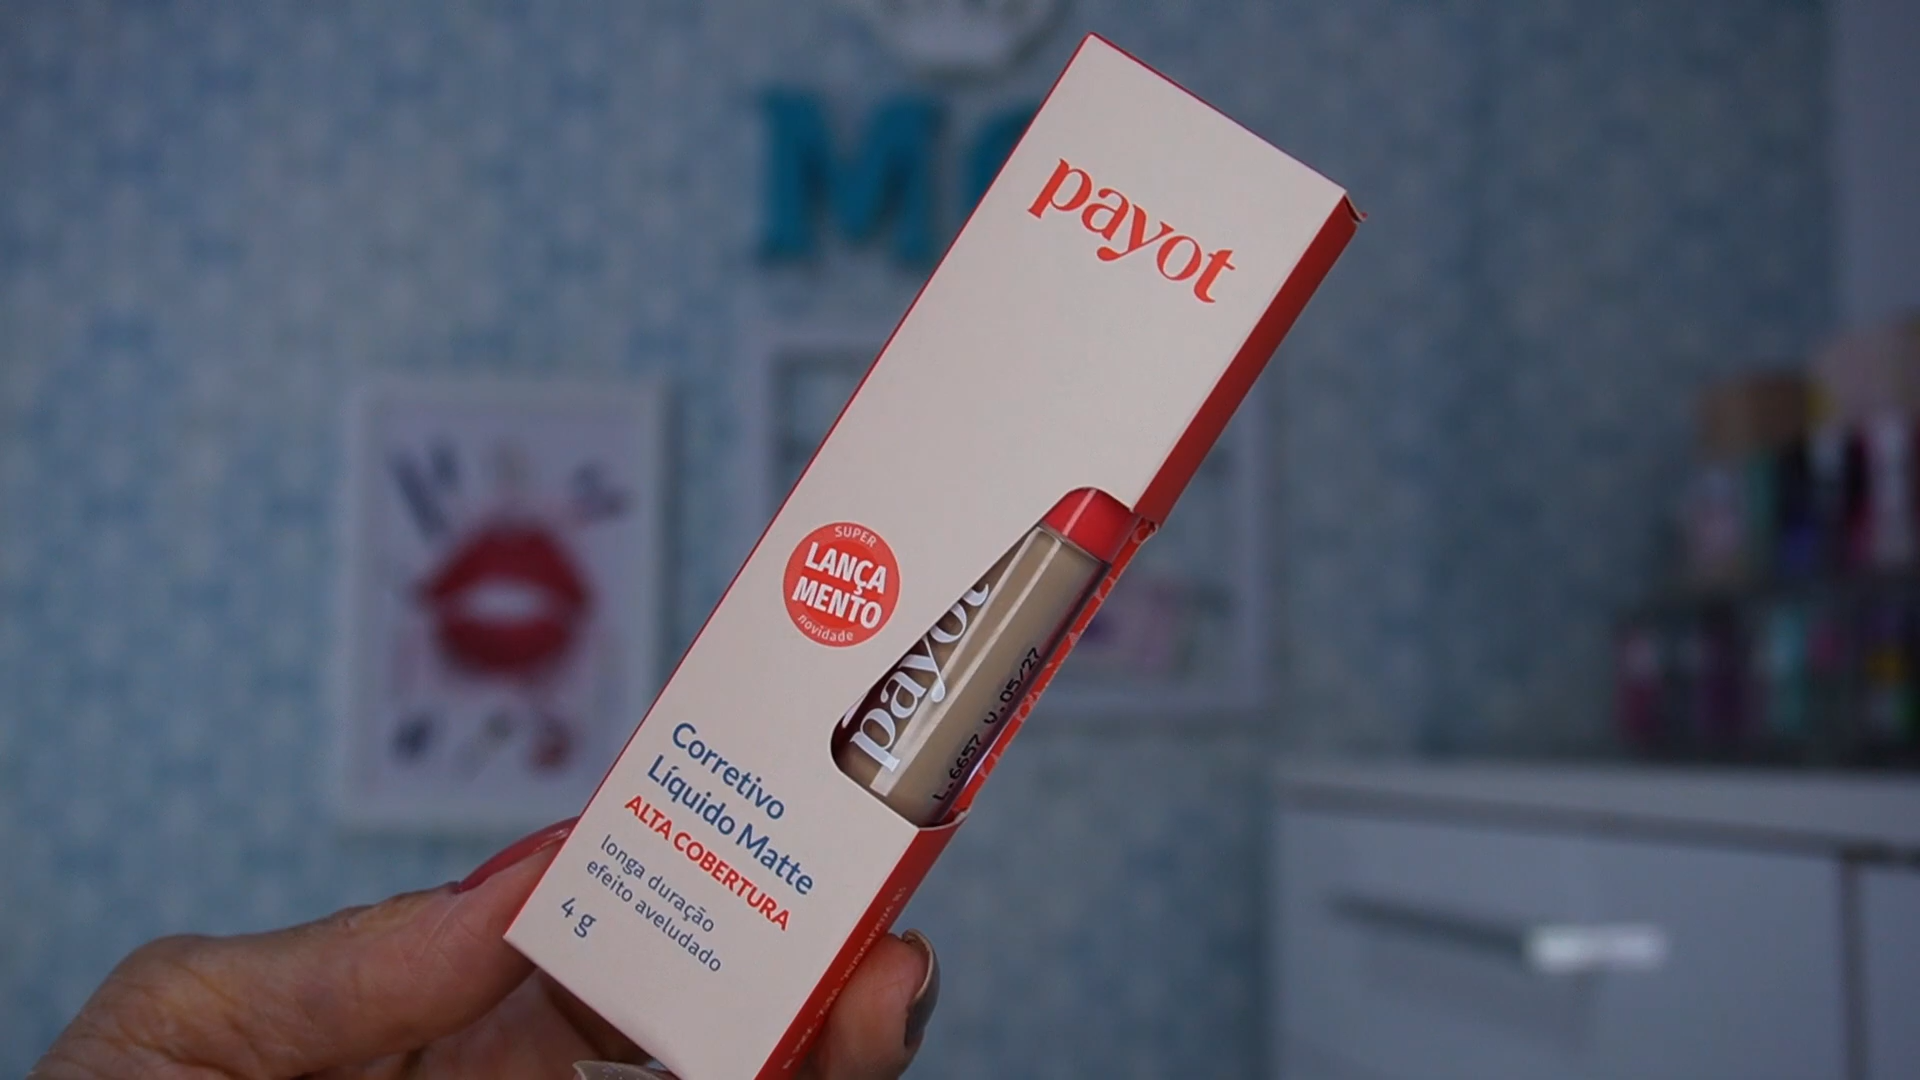 payot
SUPER
LANÇA
MENTO
novidade
payot
L.6657 V.05/27
Corretivo
Líquido Matte
ALTA COBERTURA
longa duração
efeito aveludado
4 g